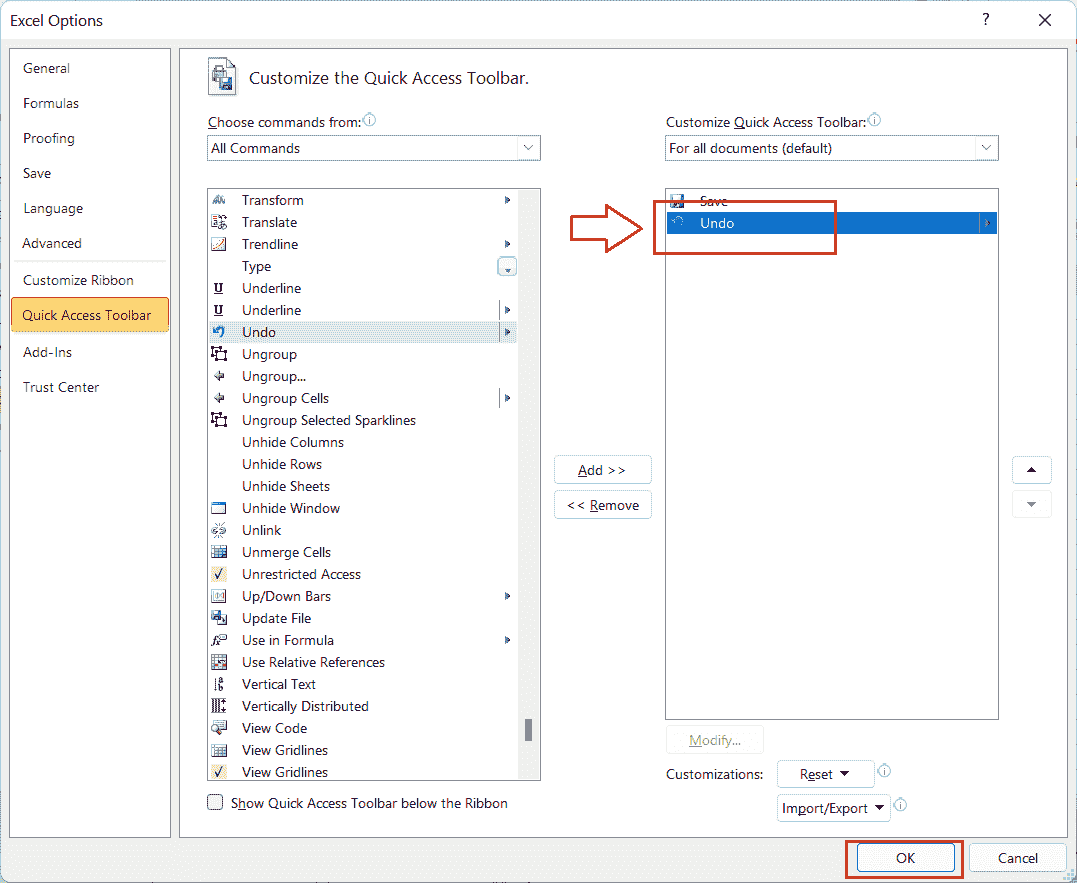 Excel Options
?
General
Formulas
Proofing
Save
Language
Advanced
Customize Ribbon
Quick Access Toolbar
Add-Ins
Trust Center
Customize the Quick Access Toolbar.
Choose commands from:
All Commands
Transform
Translate
Trendline
Type
Underline
Underline
Undo
Ungroup
Ungroup...
Ungroup Cells
Ungroup Selected Sparklines
Unhide Columns
Unhide Rows
Unhide Sheets
Unhide Window
Unlink
Unmerge Cells
Unrestricted Access
Up/Down Bars
Update File
Use in Formula
Use Relative References
Vertical Text
Vertically Distributed
View Code
View Gridlines
View Gridlines
Show Quick Access Toolbar below the Ribbon
Add >>
<< Remove
Customize Quick Access Toolbar:
For all documents (default)
Save
Undo
Modify...
Customizations:
Reset
Import/Export
OK
Cancel